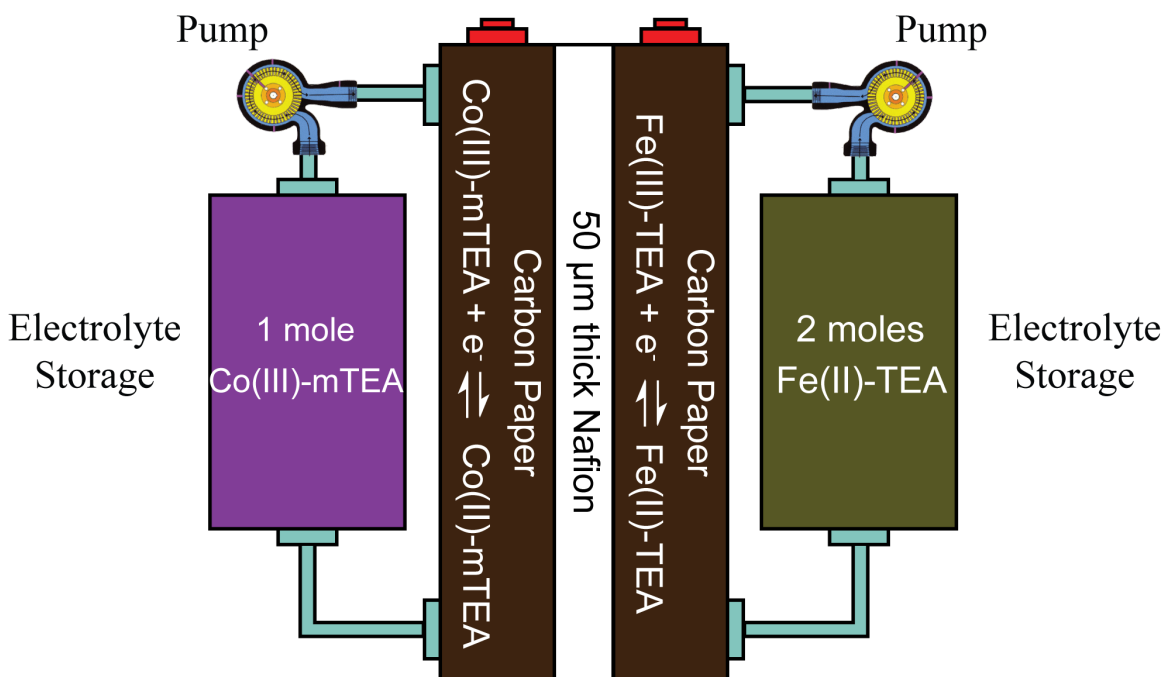 Pump
Pump
Co(III)-mTEA + e⁻ ⇌ Co(II)-mTEA
Carbon Paper
50 µm thick Nafion
Fe(III)-TEA + e⁻ ⇌ Fe(II)-TEA
Carbon Paper
Electrolyte
Storage
1 mole
Co(III)-mTEA
2 moles
Fe(II)-TEA
Electrolyte
Storage